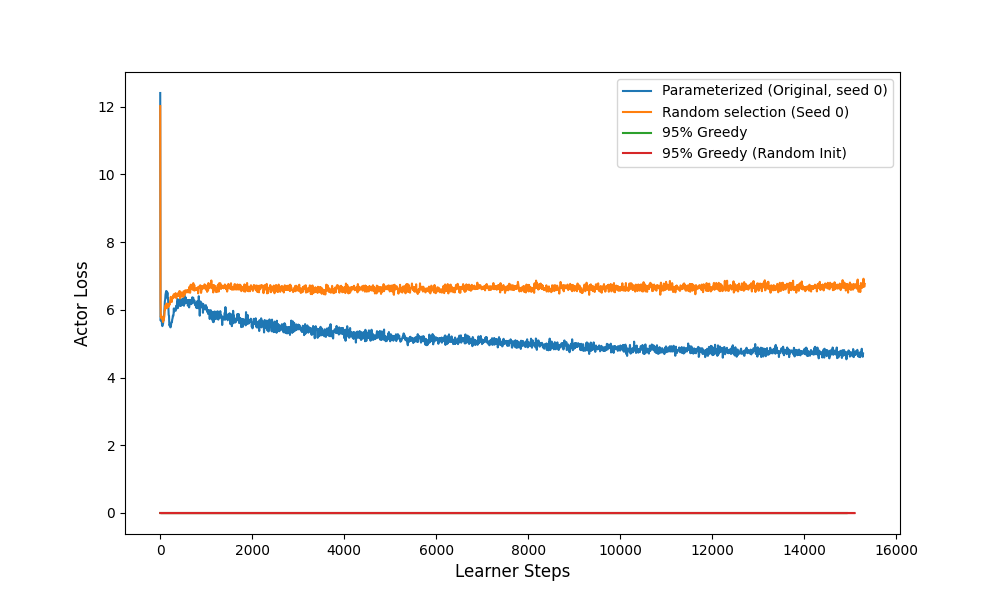 Parameterized (Original, seed 0)
Random selection (Seed 0)
95% Greedy
95% Greedy (Random Init)
12
10
8
6
4
2
0
Actor Loss
0 2000 4000 6000 8000 10000 12000 14000 16000
Learner Steps